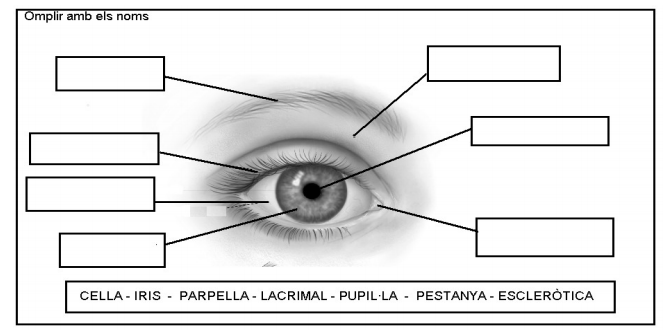 Omplir amb els noms
CELLA - IRIS - PARPELLA - LACRIMAL - PUPIL·LA - PESTANYA - ESCLERÒTICA